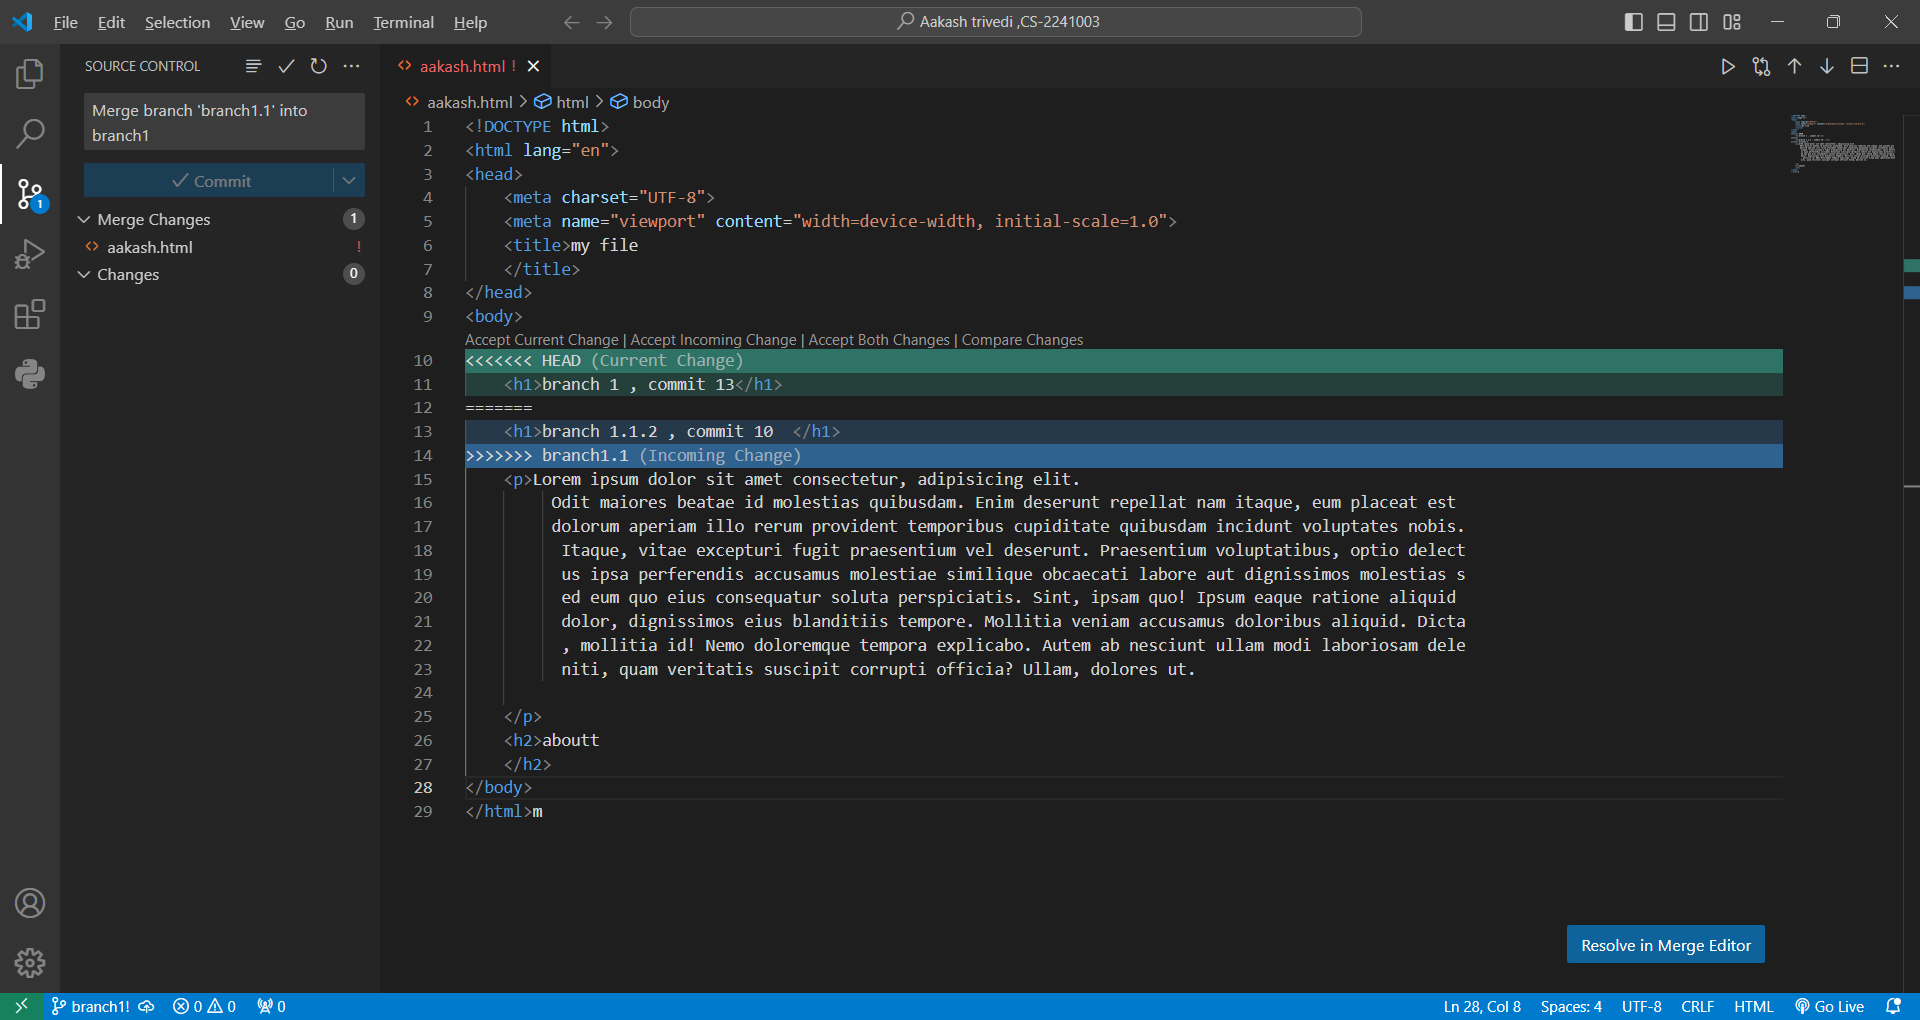 File Edit Selection View Go Run Terminal Help
Aakash trivedi ,CS-2241003
SOURCE CONTROL
Merge branch 'branch1.1' into
branch1
Commit
Merge Changes 1
aakash.html !
Changes 0
1
aakash.html !
aakash.html > html > body
1 <!DOCTYPE html>
2 <html lang="en">
3 <head>
4 <meta charset="UTF-8">
5 <meta name="viewport" content="width=device-width, initial-scale=1.0">
6 <title>my file
7 </title>
8 </head>
9 <body>
Accept Current Change | Accept Incoming Change | Accept Both Changes | Compare Changes
10 <<<<<<< HEAD (Current Change)
11 <h1>branch 1 , commit 13</h1>
12 =======
13 <h1>branch 1.1.2 , commit 10  </h1>
14 >>>>>>> branch1.1 (Incoming Change)
15 <p>Lorem ipsum dolor sit amet consectetur, adipisicing elit.
16 Odit maiores beatae id molestias quibusdam. Enim deserunt repellat nam itaque, eum placeat est
17 dolorum aperiam illo rerum provident temporibus cupiditate quibusdam incidunt voluptates nobis.
18 Itaque, vitae excepturi fugit praesentium vel deserunt. Praesentium voluptatibus, optio delect
19 us ipsa perferendis accusamus molestiae similique obcaecati labore aut dignissimos molestias s
20 ed eum quo eius consequatur soluta perspiciatis. Sint, ipsam quo! Ipsum eaque ratione aliquid
21 dolor, dignissimos eius blanditiis tempore. Mollitia veniam accusamus doloribus aliquid. Dicta
22 , mollitia id! Nemo doloremque tempora explicabo. Autem ab nesciunt ullam modi laboriosam dele
23 niti, quam veritatis suscipit corrupti officia? Ullam, dolores ut.
24
25 </p>
26 <h2>aboutt
27 </h2>
28 </body>
29 </html>m
Resolve in Merge Editor
branch1! 0 0 0 Ln 28, Col 8 Spaces: 4 UTF-8 CRLF HTML Go Live